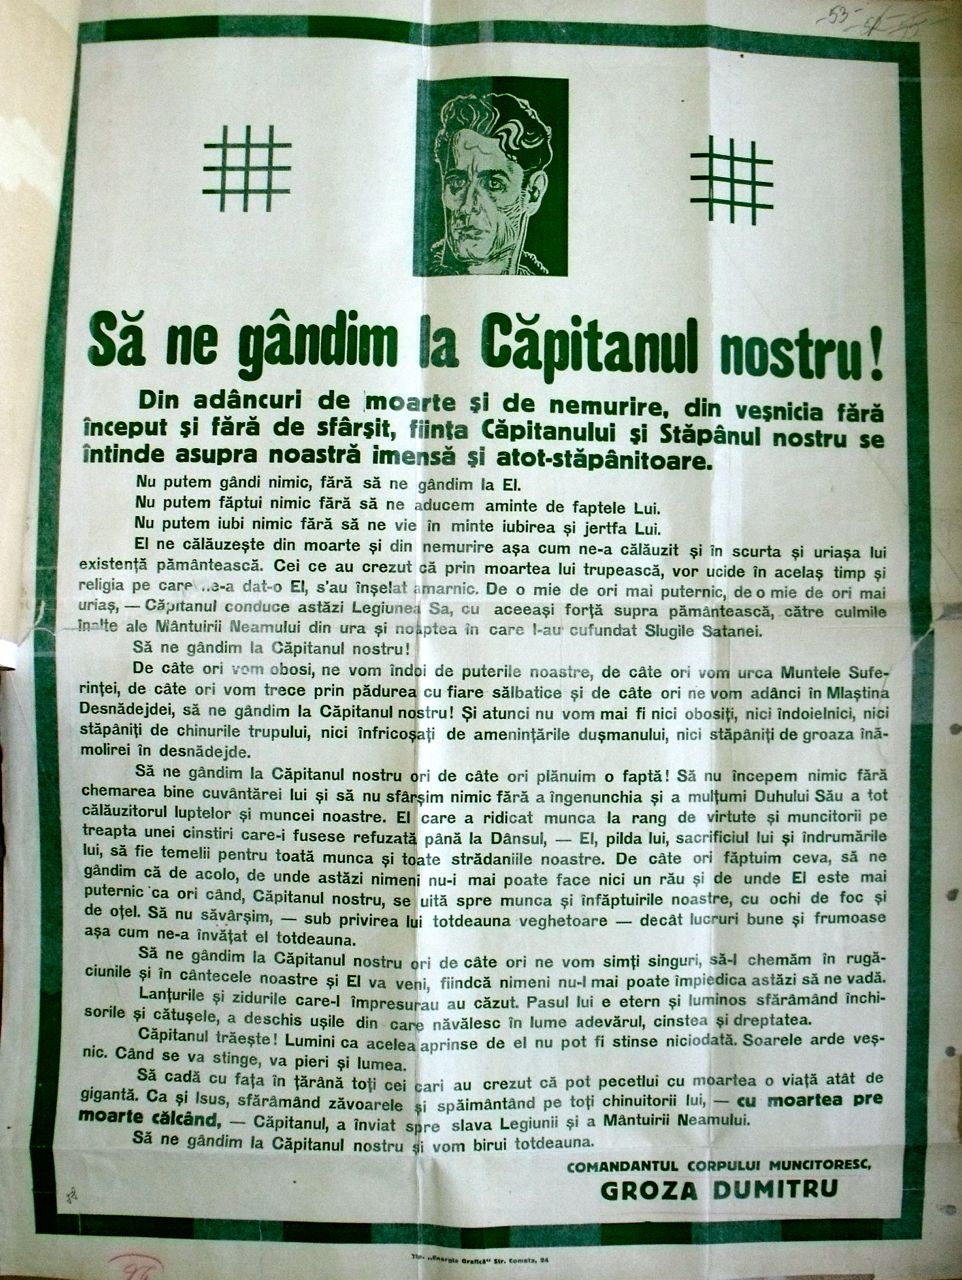 53
Să ne gândim la Căpitanul nostru!
Din adâncuri de moarte și de nemurire, din veșnicia fără
început și fără de sfârșit, ființa Căpitanului și Stăpânul nostru se
întinde asupra noastră imensă și atot-stăpânitoare.
Nu putem gândi nimic, fără să ne gândim la El.
Nu putem făptui nimic fără să ne aducem aminte de faptele Lui.
Nu putem iubi nimic fără să ne vie în minte iubirea și jertfa Lui.
El ne călăuzește din moarte și din nemurire așa cum ne-a călăuzit și în scurta și uriașa lui
existență pământească. Cei ce au crezut că prin moartea lui trupească, vor ucide în acelaș timp și
religia pe care ne-a dat-o El, s'au înșelat amarnic. De o mie de ori mai puternic, de o mie de ori mai
uriaș, — Căpitanul conduce astăzi Legiunea Sa, cu aceeași forță supra pământească, către culmile
înalte ale Mântuirii Neamului din ura și noaptea în care l-au cufundat Slugile Satanei.
Să ne gândim la Căpitanul nostru!
De câte ori vom obosi, ne vom îndoi de puterile noastre, de câte ori vom urca Muntele Sufe-
rinței, de câte ori vom trece prin pădurea cu fiare sălbatice și de câte ori ne vom adânci în Mlaștina
Desnădejdei, să ne gândim la Căpitanul nostru! Și atunci nu vom mai fi nici obosiți, nici îndoielnici, nici
stăpâniți de chinurile trupului, nici înfricoșați de amenințările dușmanului, nici stăpâniți de groaza înă-
molirei în desnădejde.
Să ne gândim la Căpitanul nostru ori de câte ori plănuim o faptă! Să nu începem nimic fără
chemarea bine cuvântărei lui și să nu sfârșim nimic fără a îngenunchia și a mulțumi Duhului Său a tot
călăuzitorul luptelor și muncei noastre. El care a ridicat munca la rang de virtute și muncitorii pe
treapta unei cinstiri care-i fusese refuzată până la Dânsul, — El, pilda lui, sacrificiul lui și îndrumările
lui, să fie temelii pentru toată munca și toate strădaniile noastre. De câte ori făptuim ceva, să ne
gândim că de acolo, de unde astăzi nimeni nu-i mai poate face nici un rău și de unde El este mai
puternic ca ori când, Căpitanul nostru, se uită spre munca și înfăptuirile noastre, cu ochi de foc și
de oțel. Să nu săvârșim, — sub privirea lui totdeauna veghetoare — decât lucruri bune și frumoase
așa cum ne-a învățat el totdeauna.
Să ne gândim la Căpitanul nostru ori de câte ori ne vom simți singuri, să-l chemăm în rugă-
ciunile și în cântecele noastre și El va veni, fiindcă nimeni nu-l mai poate împiedica astăzi să ne vadă.
Lanțurile și zidurile care-l împresurau au căzut. Pasul lui e etern și luminos sfărâmând închi-
sorile și cătușele, a deschis ușile din care năvălesc în lume adevărul, cinstea și dreptatea.
Căpitanul trăește! Lumini ca acelea aprinse de el nu pot fi stinse niciodată. Soarele arde veș-
nic. Când se va stinge, va pieri și lumea.
Să cadă cu fața în țărână toți cei cari au crezut că pot pecetlui cu moartea o viață atât de
gigantă. Ca și Isus, sfărâmând zăvoarele și spăimântând pe toți chinuitorii lui, — cu moartea pre
moarte călcând, — Căpitanul, a înviat spre slava Legiunii și a Mântuirii Neamului.
Să ne gândim la Căpitanul nostru și vom birui totdeauna.
COMANDANTUL CORPULUI MUNCITORESC,
GROZA DUMITRU
Tip. „Energia Grafică" Str. Cometa, 24